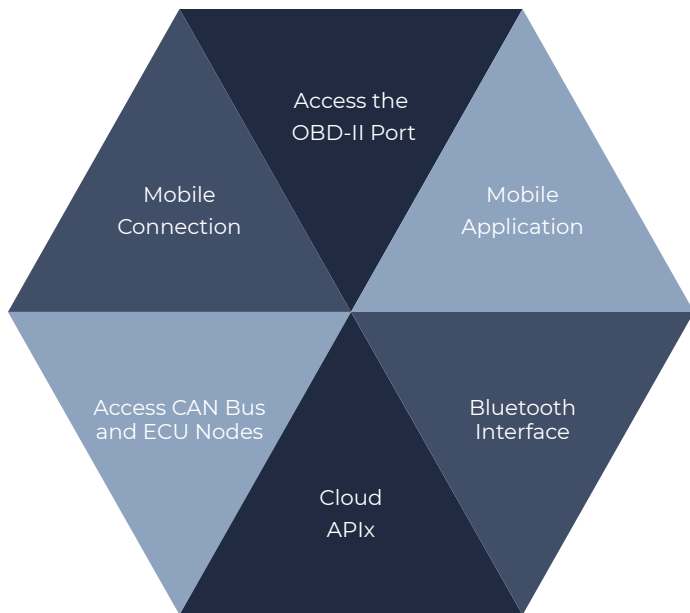 Access the
OBD-II Port
Mobile
Connection
Mobile
Application
Access CAN Bus
and ECU Nodes
Bluetooth
Interface
Cloud
APIx